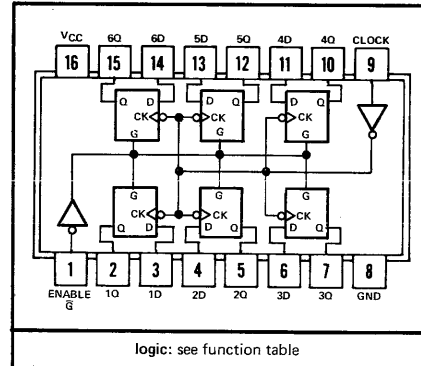 VCC 6Q 6D 5D 5Q 4D 4Q CLOCK
16 15 14 13 12 11 10 9
Q D D Q D Q
CK CK CK
G G G
G G G
CK CK CK
Q D D Q D Q
1 2 3 4 5 6 7 8
ENABLE G̅ 1Q 1D 2D 2Q 3D 3Q GND
logic: see function table